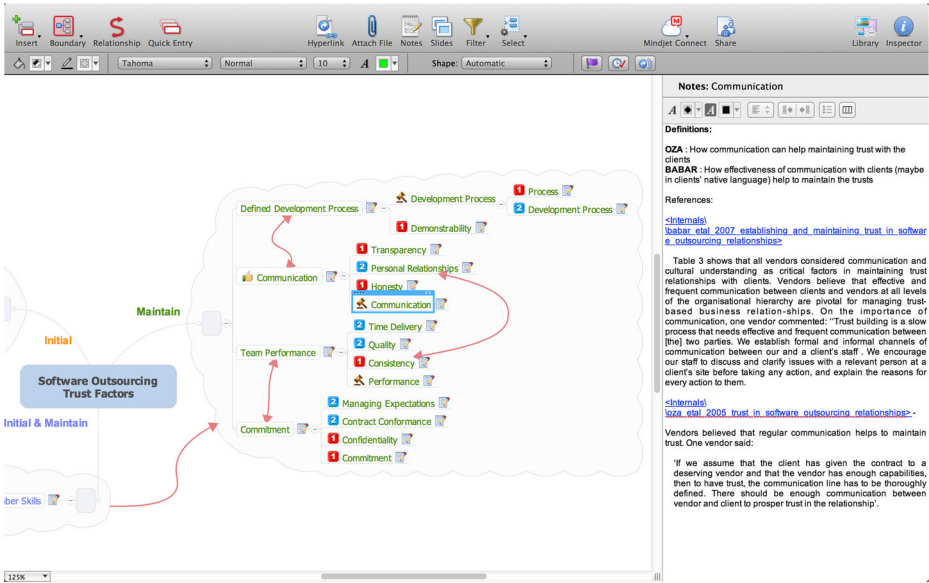 Insert
Boundary
Relationship
Quick Entry
Hyperlink
Attach File
Notes
Slides
Filter
Select
Mindjet Connect
Share
Library
Inspector
Tahoma
Normal
10
A
Shape:
Automatic
Notes: Communication
A
A
Definitions:
OZA : How communication can help maintaining trust with the
clients
BABAR : How effectiveness of communication with clients (maybe
in clients' native language) help to maintain the trusts
References:
<Internals\
\babar_etal_2007_establishing_and_maintaining_trust_in_softwar
e_outsourcing_relationships>
Table 3 shows that all vendors considered communication and
cultural understanding as critical factors in maintaining trust
relationships with clients. Vendors believe that effective and
frequent communication between clients and vendors at all levels
of the organisational hierarchy are pivotal for managing trust-
based business relation-ships. On the importance of
communication, one vendor commented: ''Trust building is a slow
process that needs effective and frequent communication between
[the] two parties. We establish formal and informal channels of
communication between our and a client's staff . We encourage
our staff to discuss and clarify issues with a relevant person at a
client's site before taking any action, and explain the reasons for
every action to them.
<Internals\
\oza_etal_2005_trust_in_software_outsourcing_relationships> -
Vendors believed that regular communication helps to maintain
trust. One vendor said:
'If we assume that the client has given the contract to a
deserving vendor and that the vendor has enough capabilities,
then to have trust, the communication line has to be thoroughly
defined. There should be enough communication between
vendor and client to prosper trust in the relationship'.
Software Outsourcing
Trust Factors
Initial
Maintain
Initial & Maintain
ber Skills
Defined Development Process
Development Process
1 Process
2 Development Process
1 Demonstrability
Communication
1 Transparency
2 Personal Relationships
1 Honesty
Communication
Team Performance
2 Time Delivery
2 Quality
1 Consistency
Performance
Commitment
2 Managing Expectations
2 Contract Conformance
1 Confidentiality
1 Commitment
125%